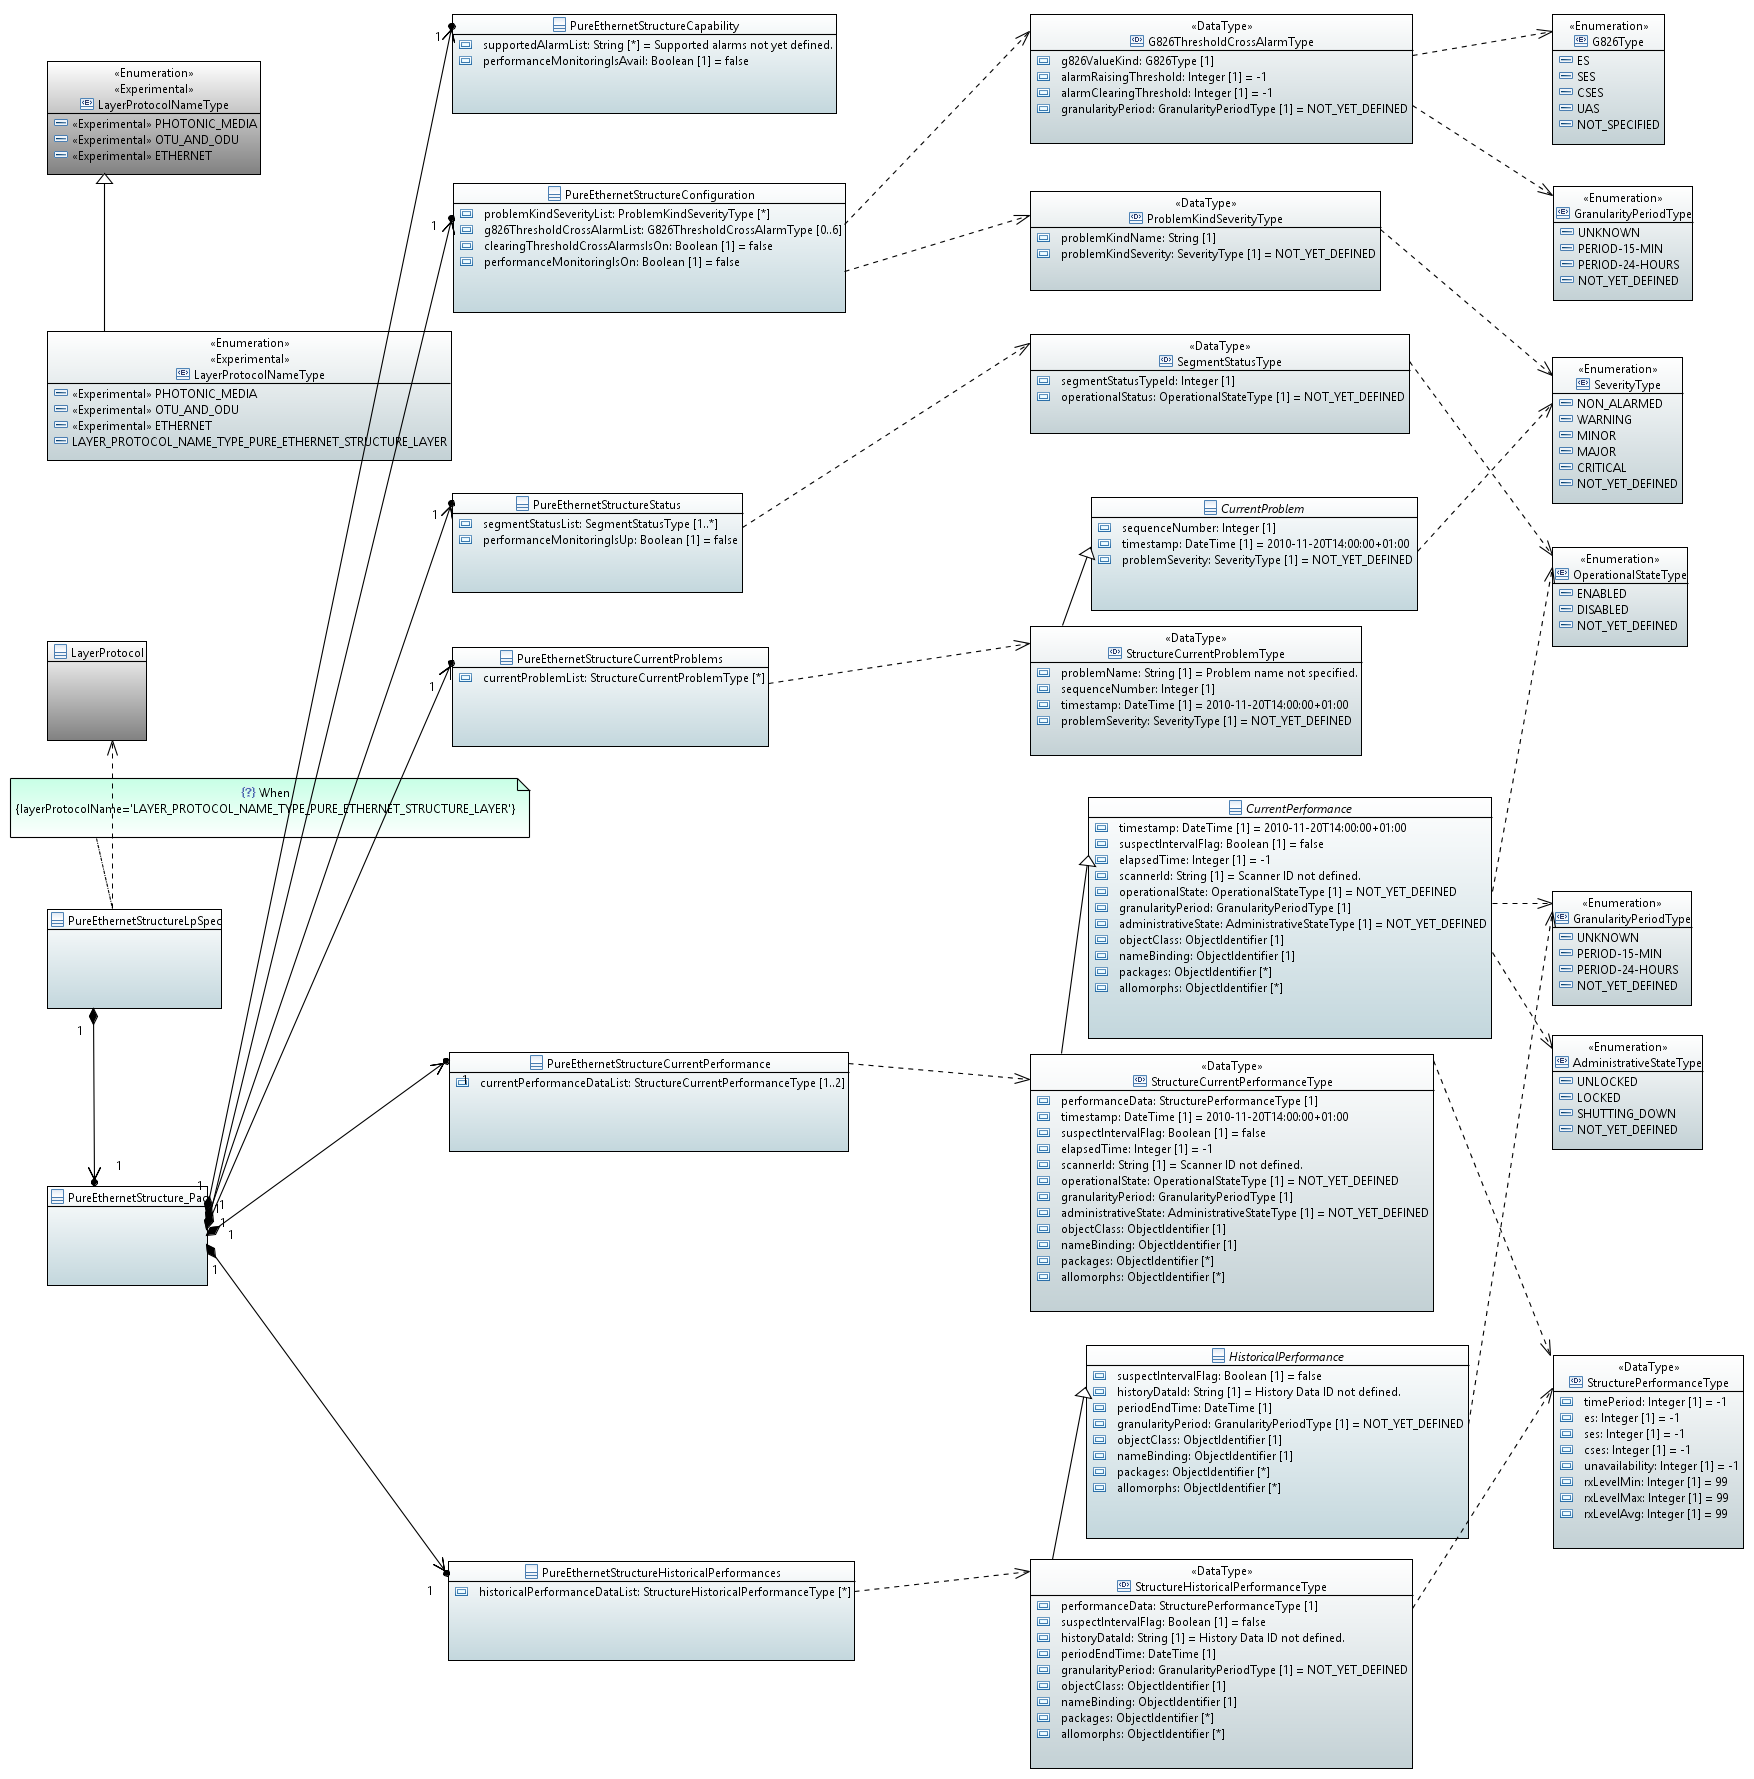 PureEthernetStructureCapability
supportedAlarmList: String [*] = Supported alarms not yet defined.
performanceMonitoringIsAvail: Boolean [1] = false
1
«DataType»
G826ThresholdCrossAlarmType
g826ValueKind: G826Type [1]
alarmRaisingThreshold: Integer [1] = -1
alarmClearingThreshold: Integer [1] = -1
granularityPeriod: GranularityPeriodType [1] = NOT_YET_DEFINED
«Enumeration»
G826Type
ES
SES
CSES
UAS
NOT_SPECIFIED
«Enumeration»
«Experimental»
LayerProtocolNameType
«Experimental» PHOTONIC_MEDIA
«Experimental» OTU_AND_ODU
«Experimental» ETHERNET
PureEthernetStructureConfiguration
problemKindSeverityList: ProblemKindSeverityType [*]
g826ThresholdCrossAlarmList: G826ThresholdCrossAlarmType [0..6]
clearingThresholdCrossAlarmsIsOn: Boolean [1] = false
performanceMonitoringIsOn: Boolean [1] = false
1
«DataType»
ProblemKindSeverityType
problemKindName: String [1]
problemKindSeverity: SeverityType [1] = NOT_YET_DEFINED
«Enumeration»
GranularityPeriodType
UNKNOWN
PERIOD-15-MIN
PERIOD-24-HOURS
NOT_YET_DEFINED
«Enumeration»
«Experimental»
LayerProtocolNameType
«Experimental» PHOTONIC_MEDIA
«Experimental» OTU_AND_ODU
«Experimental» ETHERNET
LAYER_PROTOCOL_NAME_TYPE_PURE_ETHERNET_STRUCTURE_LAYER
«DataType»
SegmentStatusType
segmentStatusTypeId: Integer [1]
operationalStatus: OperationalStateType [1] = NOT_YET_DEFINED
«Enumeration»
SeverityType
NON_ALARMED
WARNING
MINOR
MAJOR
CRITICAL
NOT_YET_DEFINED
PureEthernetStructureStatus
segmentStatusList: SegmentStatusType [1..*]
performanceMonitoringIsUp: Boolean [1] = false
1
CurrentProblem
sequenceNumber: Integer [1]
timestamp: DateTime [1] = 2010-11-20T14:00:00+01:00
problemSeverity: SeverityType [1] = NOT_YET_DEFINED
«Enumeration»
OperationalStateType
ENABLED
DISABLED
NOT_YET_DEFINED
LayerProtocol
PureEthernetStructureCurrentProblems
currentProblemList: StructureCurrentProblemType [*]
1
«DataType»
StructureCurrentProblemType
problemName: String [1] = Problem name not specified.
sequenceNumber: Integer [1]
timestamp: DateTime [1] = 2010-11-20T14:00:00+01:00
problemSeverity: SeverityType [1] = NOT_YET_DEFINED
{?} When
{layerProtocolName='LAYER_PROTOCOL_NAME_TYPE_PURE_ETHERNET_STRUCTURE_LAYER'}
CurrentPerformance
timestamp: DateTime [1] = 2010-11-20T14:00:00+01:00
suspectIntervalFlag: Boolean [1] = false
elapsedTime: Integer [1] = -1
scannerId: String [1] = Scanner ID not defined.
operationalState: OperationalStateType [1] = NOT_YET_DEFINED
granularityPeriod: GranularityPeriodType [1]
administrativeState: AdministrativeStateType [1] = NOT_YET_DEFINED
objectClass: ObjectIdentifier [1]
nameBinding: ObjectIdentifier [1]
packages: ObjectIdentifier [*]
allomorphs: ObjectIdentifier [*]
«Enumeration»
GranularityPeriodType
UNKNOWN
PERIOD-15-MIN
PERIOD-24-HOURS
NOT_YET_DEFINED
PureEthernetStructureLpSpec
1
1
«Enumeration»
AdministrativeStateType
UNLOCKED
LOCKED
SHUTTING_DOWN
NOT_YET_DEFINED
PureEthernetStructureCurrentPerformance
currentPerformanceDataList: StructureCurrentPerformanceType [1..2]
1
«DataType»
StructureCurrentPerformanceType
performanceData: StructurePerformanceType [1]
timestamp: DateTime [1] = 2010-11-20T14:00:00+01:00
suspectIntervalFlag: Boolean [1] = false
elapsedTime: Integer [1] = -1
scannerId: String [1] = Scanner ID not defined.
operationalState: OperationalStateType [1] = NOT_YET_DEFINED
granularityPeriod: GranularityPeriodType [1]
administrativeState: AdministrativeStateType [1] = NOT_YET_DEFINED
objectClass: ObjectIdentifier [1]
nameBinding: ObjectIdentifier [1]
packages: ObjectIdentifier [*]
allomorphs: ObjectIdentifier [*]
PureEthernetStructure_Pac
1
1
1
1
1
HistoricalPerformance
suspectIntervalFlag: Boolean [1] = false
historyDataId: String [1] = History Data ID not defined.
periodEndTime: DateTime [1]
granularityPeriod: GranularityPeriodType [1] = NOT_YET_DEFINED
objectClass: ObjectIdentifier [1]
nameBinding: ObjectIdentifier [1]
packages: ObjectIdentifier [*]
allomorphs: ObjectIdentifier [*]
«DataType»
StructurePerformanceType
timePeriod: Integer [1] = -1
es: Integer [1] = -1
ses: Integer [1] = -1
cses: Integer [1] = -1
unavailability: Integer [1] = -1
rxLevelMin: Integer [1] = 99
rxLevelMax: Integer [1] = 99
rxLevelAvg: Integer [1] = 99
PureEthernetStructureHistoricalPerformances
historicalPerformanceDataList: StructureHistoricalPerformanceType [*]
1
«DataType»
StructureHistoricalPerformanceType
performanceData: StructurePerformanceType [1]
suspectIntervalFlag: Boolean [1] = false
historyDataId: String [1] = History Data ID not defined.
periodEndTime: DateTime [1]
granularityPeriod: GranularityPeriodType [1] = NOT_YET_DEFINED
objectClass: ObjectIdentifier [1]
nameBinding: ObjectIdentifier [1]
packages: ObjectIdentifier [*]
allomorphs: ObjectIdentifier [*]